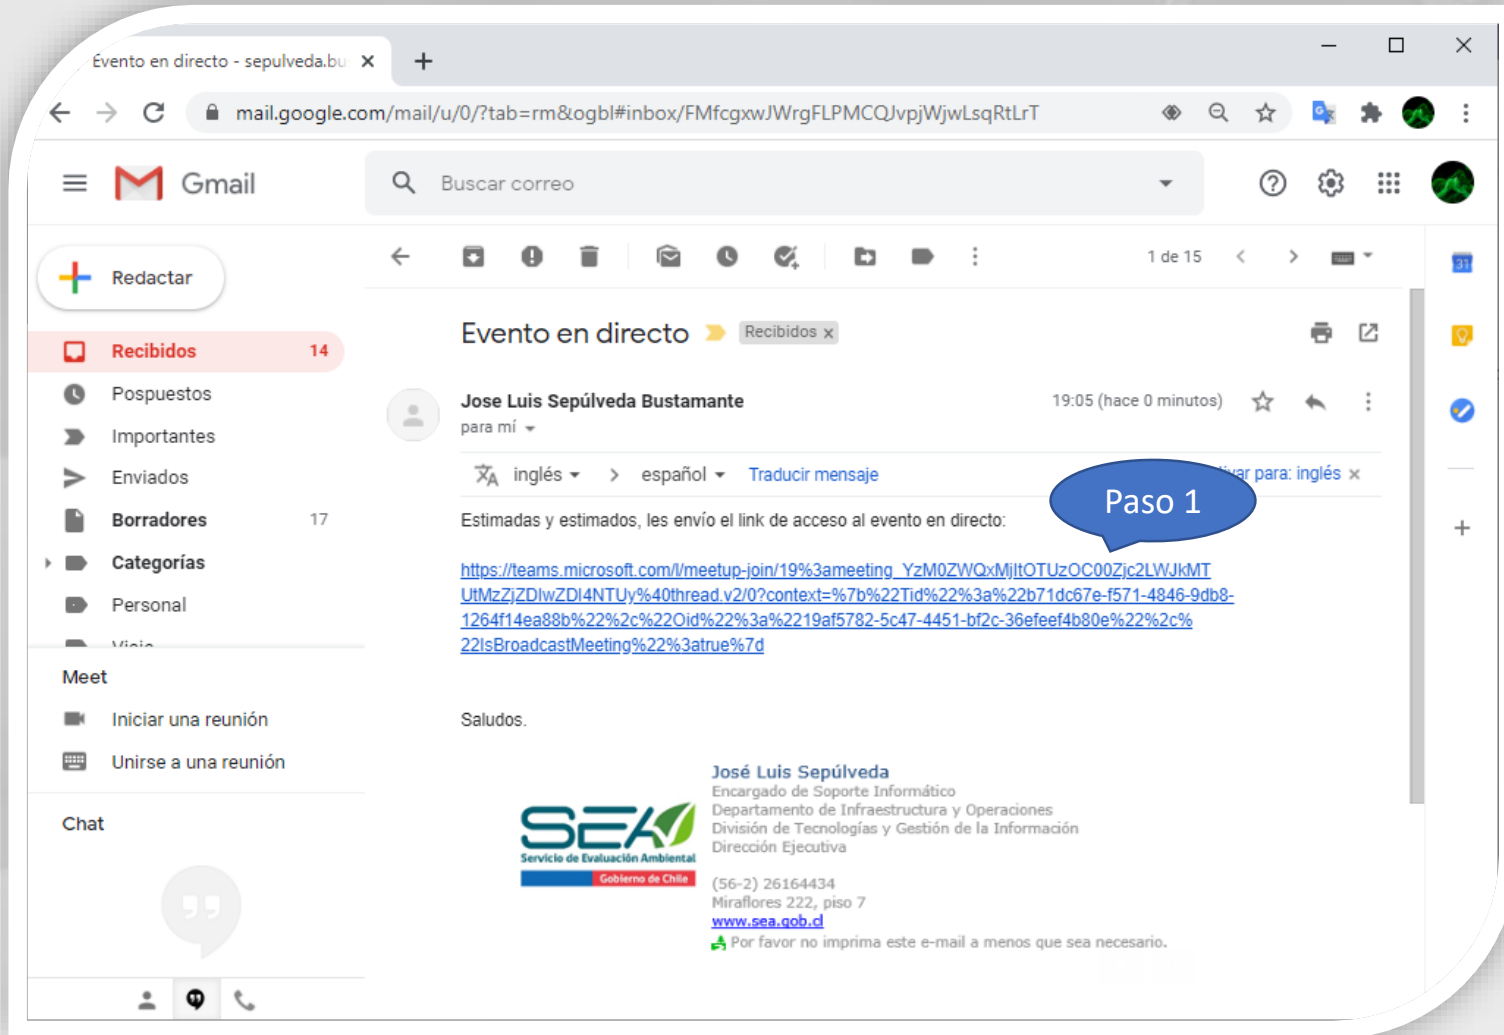 Evento en directo - sepulveda.bu
mail.google.com/mail/u/0/?tab=rm&ogbl#inbox/FMfcgxwJWrgFLPMCQJvpjWjwLsqRtLrT
Gmail
Buscar correo
Redactar
1 de 15
31
Evento en directo
Recibidos x
Recibidos 14
Pospuestos
Importantes
Enviados
Borradores 17
Categorías
Personal
Jose Luis Sepúlveda Bustamante
19:05 (hace 0 minutos)
para mí
inglés > español Traducir mensaje
para: inglés x
Paso 1
Estimadas y estimados, les envío el link de acceso al evento en directo:
https://teams.microsoft.com/l/meetup-join/19%3ameeting_YzM0ZWQxMjItOTUzOC00Zjc2LWJkMT
UtMzZjZDIwZDI4NTUy%40thread.v2/0?context=%7b%22Tid%22%3a%22b71dc67e-f571-4846-9db8-
1264f14ea88b%22%2c%22Oid%22%3a%2219af5782-5c47-4451-bf2c-36efeef4b80e%22%2c%
22IsBroadcastMeeting%22%3atrue%7d
Saludos.
Meet
Iniciar una reunión
Unirse a una reunión
Chat
José Luis Sepúlveda
Encargado de Soporte Informático
Departamento de Infraestructura y Operaciones
División de Tecnologías y Gestión de la Información
Dirección Ejecutiva
(56-2) 26164434
Miraflores 222, piso 7
www.sea.gob.cl
Por favor no imprima este e-mail a menos que sea necesario.
SEA
Servicio de Evaluación Ambiental
Gobierno de Chile